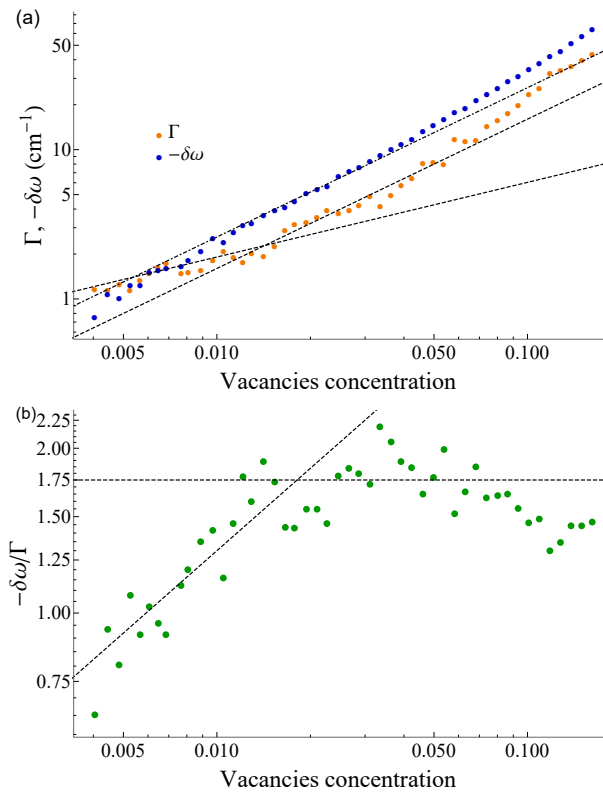 (a)
50
10
5
1
Γ, -δω (cm⁻¹)
Γ
-δω
0.005 0.010 0.050 0.100
Vacancies concentration
(b)
2.25
2.00
1.75
1.50
1.25
1.00
0.75
-δω/Γ
0.005 0.010 0.050 0.100
Vacancies concentration